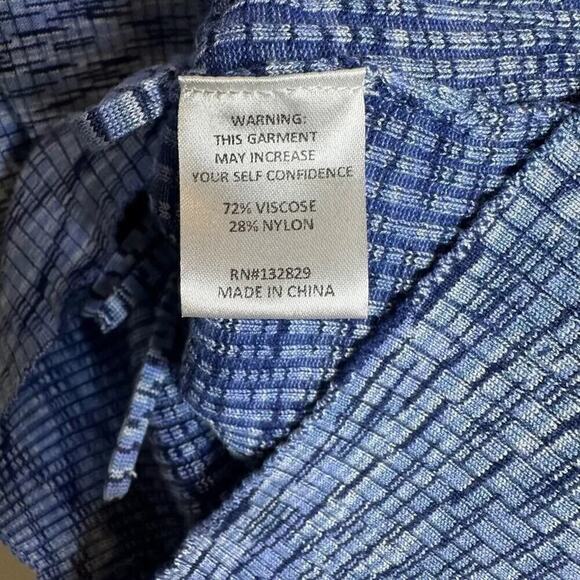 WARNING:
THIS GARMENT
MAY INCREASE
YOUR SELF CONFIDENCE
72% VISCOSE
28% NYLON
RN#132829
MADE IN CHINA